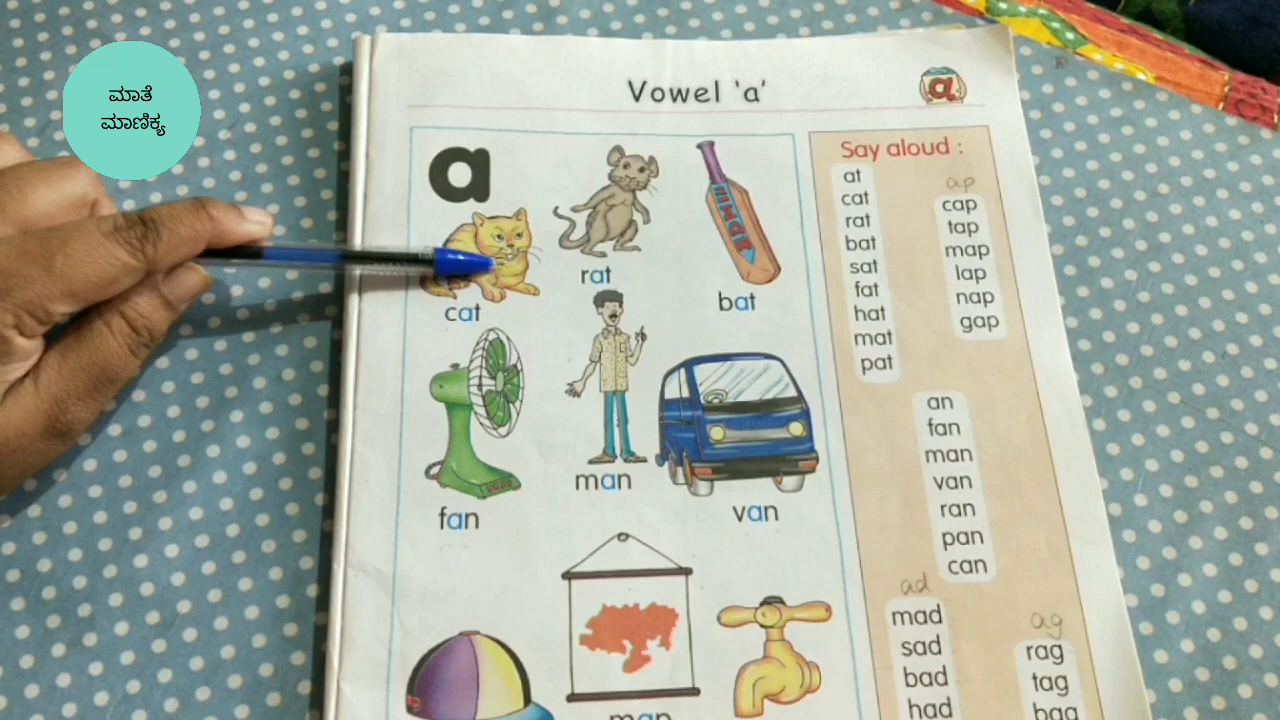 ಮಾತೆ
ಮಾಣಿಕ್ಯ
Vowel 'a'
a
a
cat
rat
bat
fan
man
van
map
Say aloud :
at
cat
rat
bat
sat
fat
hat
mat
pat
ap
cap
tap
map
lap
nap
gap
an
fan
man
van
ran
pan
can
ad
mad
sad
bad
had
ag
rag
tag
bag